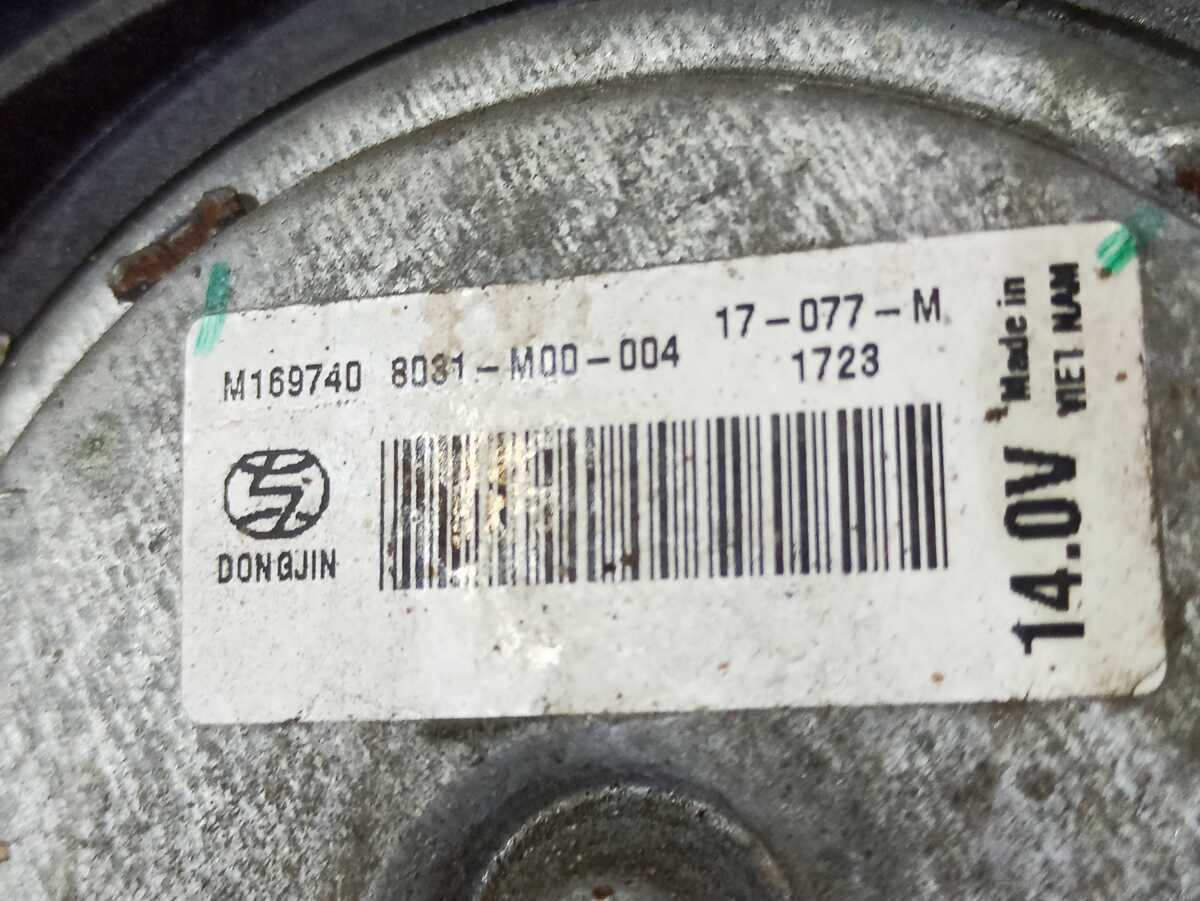 M169740 8031-M00-004 17-077-M
1723
DONGJIN
14.0V
Made in
VIET NAM